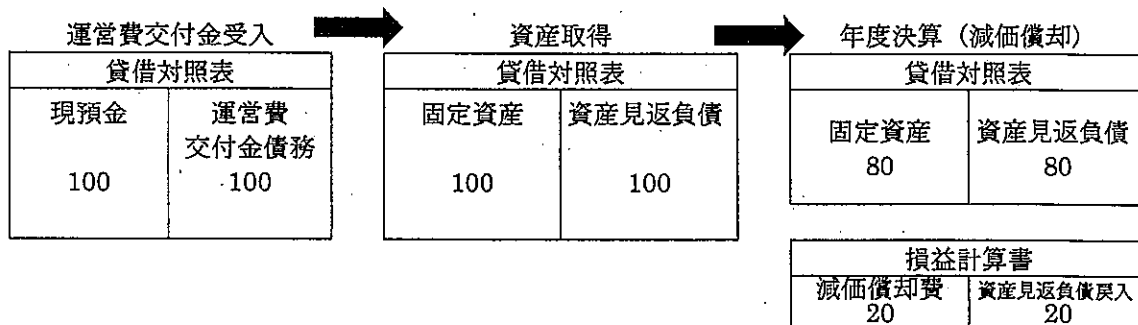 運営費交付金受入
貸借対照表
現預金
運営費
交付金債務
100
100
資産取得
貸借対照表
固定資産
資産見返負債
100
100
年度決算（減価償却）
貸借対照表
固定資産
資産見返負債
80
80
損益計算書
減価償却費
資産見返負債戻入
20
20